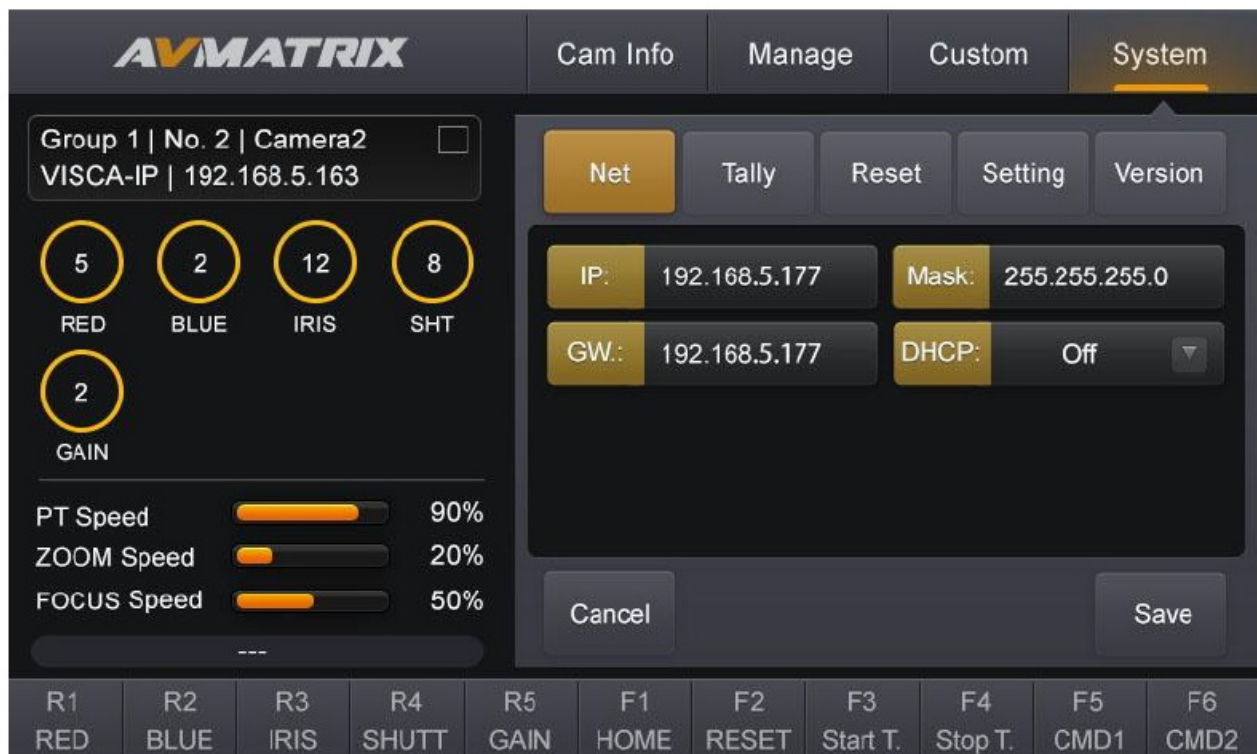 AVMATRIX
Cam Info Manage Custom System
Group 1 | No. 2 | Camera2
VISCA-IP | 192.168.5.163
5 2 12 8
RED BLUE IRIS SHT
2
GAIN
PT Speed 90%
ZOOM Speed 20%
FOCUS Speed 50%
---
Net Tally Reset Setting Version
IP: 192.168.5.177 Mask: 255.255.255.0
GW.: 192.168.5.177 DHCP: Off
Cancel Save
R1 R2 R3 R4 R5 F1 F2 F3 F4 F5 F6
RED BLUE IRIS SHUTT GAIN HOME RESET Start T. Stop T. CMD1 CMD2